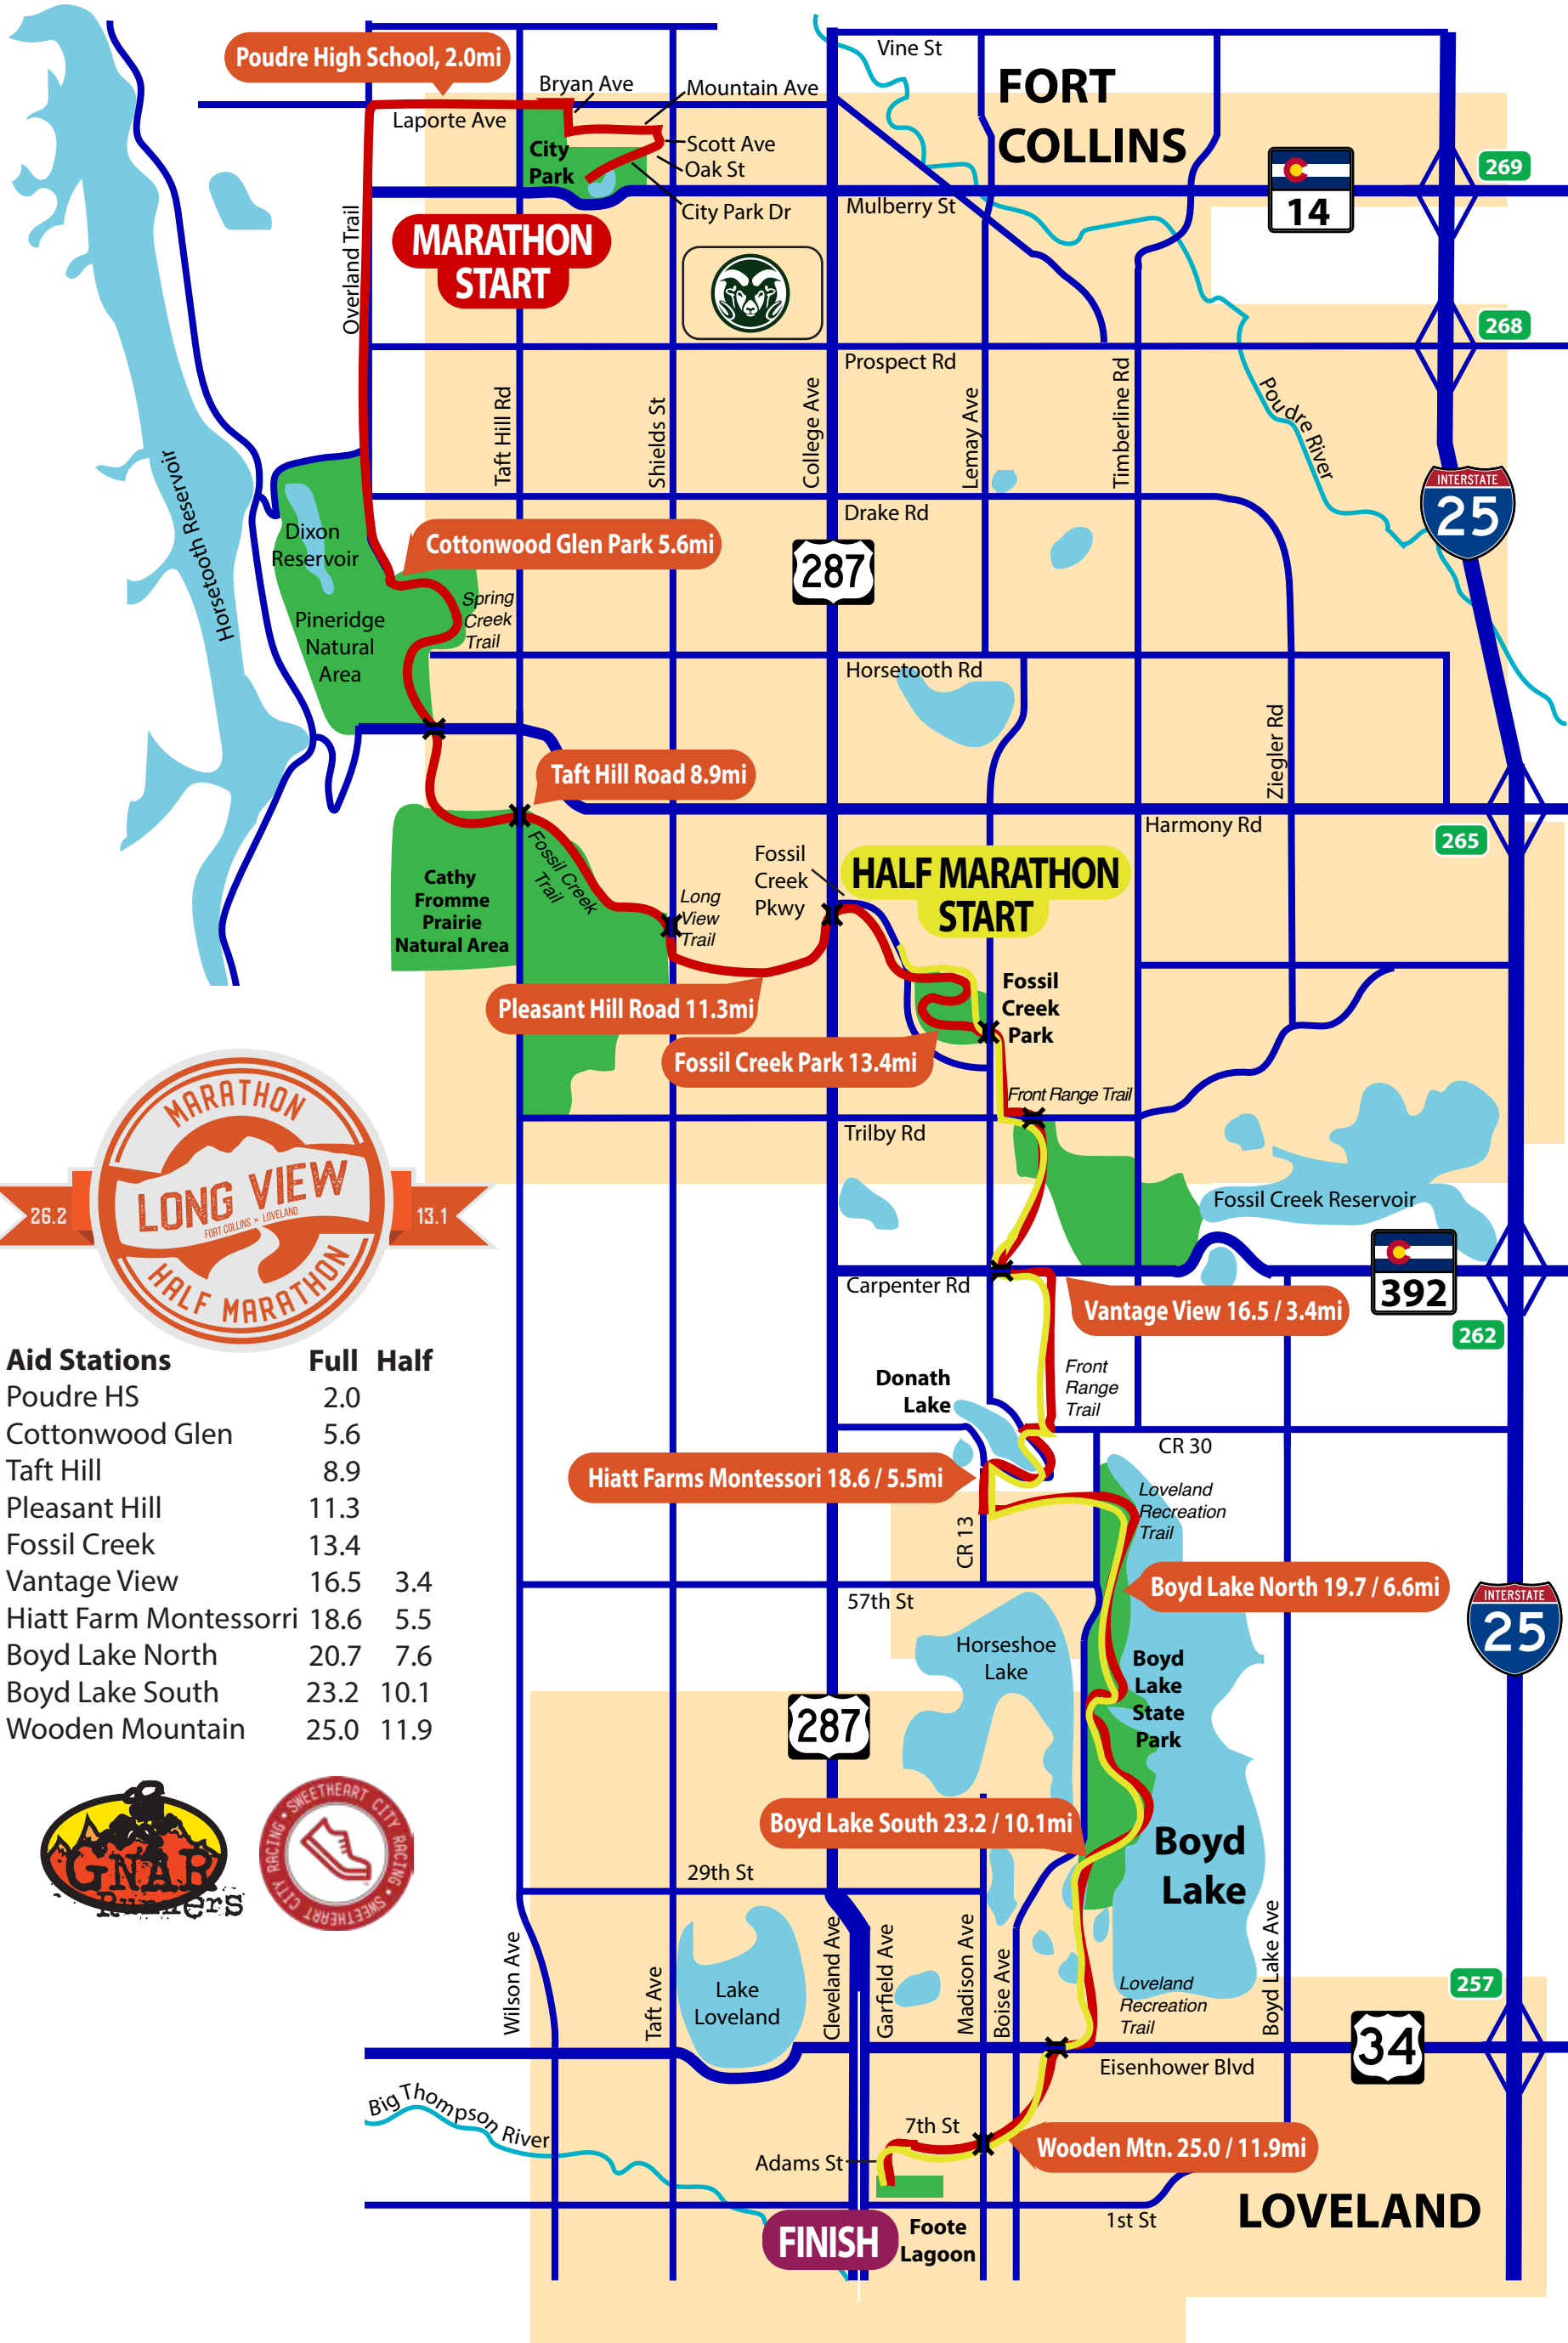 Poudre High School, 2.0mi
Vine St
FORT
COLLINS
Bryan Ave
Mountain Ave
Laporte Ave
Scott Ave
City
Park
Oak St
269
City Park Dr
Mulberry St
14
MARATHON
START
Overland Trail
268
Prospect Rd
Taft Hill Rd
Shields St
College Ave
Lemay Ave
Timberline Rd
Poudre River
Horsetooth Reservoir
INTERSTATE
25
Drake Rd
Dixon
Reservoir
Cottonwood Glen Park 5.6mi
287
Spring
Creek
Trail
Pineridge
Natural
Area
Horsetooth Rd
Ziegler Rd
Taft Hill Road 8.9mi
Harmony Rd
265
Fossil Creek
Trail
Fossil
Creek
Pkwy
HALF MARATHON
START
Cathy
Fromme
Prairie
Natural Area
Long
View
Trail
Pleasant Hill Road 11.3mi
Fossil
Creek
Park
Fossil Creek Park 13.4mi
Front Range Trail
Trilby Rd
MARATHON
LONG VIEW
FORT COLLINS × LOVELAND
26.2
13.1
HALF MARATHON
Fossil Creek Reservoir
Carpenter Rd
392
Vantage View 16.5 / 3.4mi
262
Aid Stations Full Half
Poudre HS 2.0
Cottonwood Glen 5.6
Taft Hill 8.9
Pleasant Hill 11.3
Fossil Creek 13.4
Vantage View 16.5 3.4
Hiatt Farm Montessorri 18.6 5.5
Boyd Lake North 20.7 7.6
Boyd Lake South 23.2 10.1
Wooden Mountain 25.0 11.9
Donath
Lake
Front
Range
Trail
CR 30
Hiatt Farms Montessori 18.6 / 5.5mi
Loveland
Recreation
Trail
CR 13
Boyd Lake North 19.7 / 6.6mi
57th St
INTERSTATE
25
Horseshoe
Lake
Boyd
Lake
State
Park
287
GNAR
Runners
SWEETHEART CITY RACING • SWEETHEART CITY RACING •
Boyd Lake South 23.2 / 10.1mi
Boyd
Lake
29th St
Wilson Ave
Taft Ave
Lake
Loveland
Cleveland Ave
Garfield Ave
Madison Ave
Boise Ave
Loveland
Recreation
Trail
Boyd Lake Ave
257
34
Eisenhower Blvd
Big Thompson River
7th St
Adams St
Wooden Mtn. 25.0 / 11.9mi
1st St
LOVELAND
FINISH
Foote
Lagoon